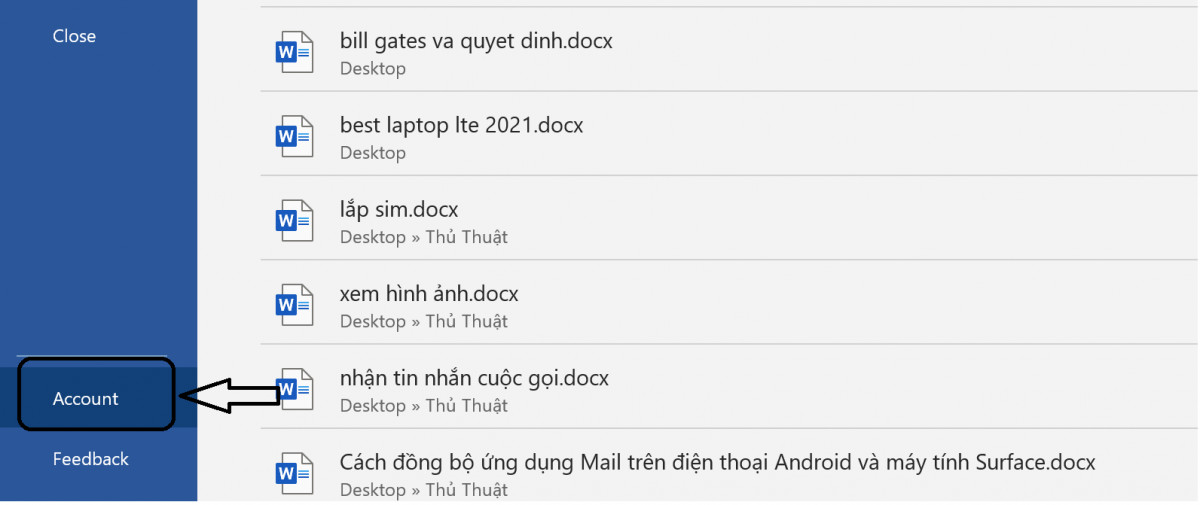 Close
bill gates va quyet dinh.docx
Desktop
best laptop lte 2021.docx
Desktop
lắp sim.docx
Desktop » Thủ Thuật
xem hình ảnh.docx
Desktop » Thủ Thuật
Account
nhận tin nhắn cuộc gọi.docx
Desktop » Thủ Thuật
Feedback
Cách đồng bộ ứng dụng Mail trên điện thoại Android và máy tính Surface.docx
Desktop » Thủ Thuật